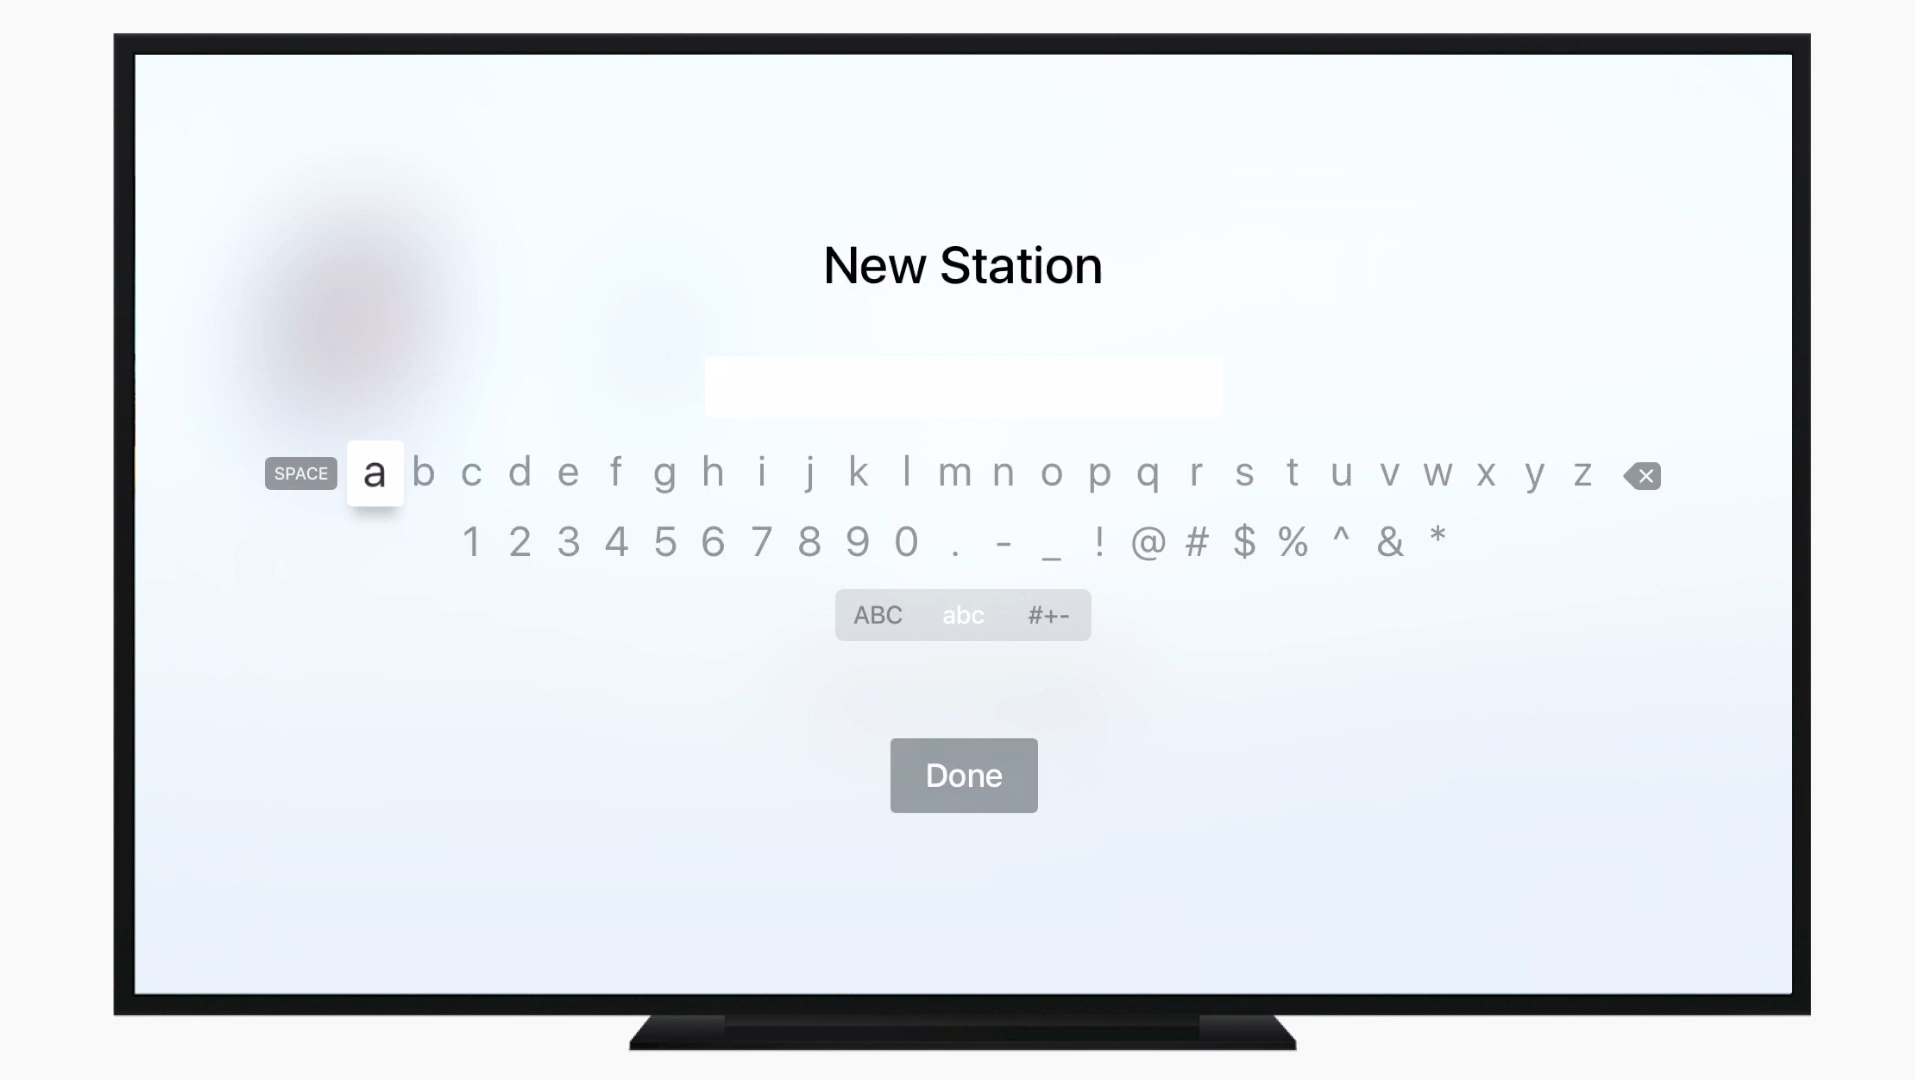 New Station
SPACE a b c d e f g h i j k l m n o p q r s t u v w x y z
1 2 3 4 5 6 7 8 9 0 . - _ ! @ # $ % ^ & *
ABC abc #+-
Done